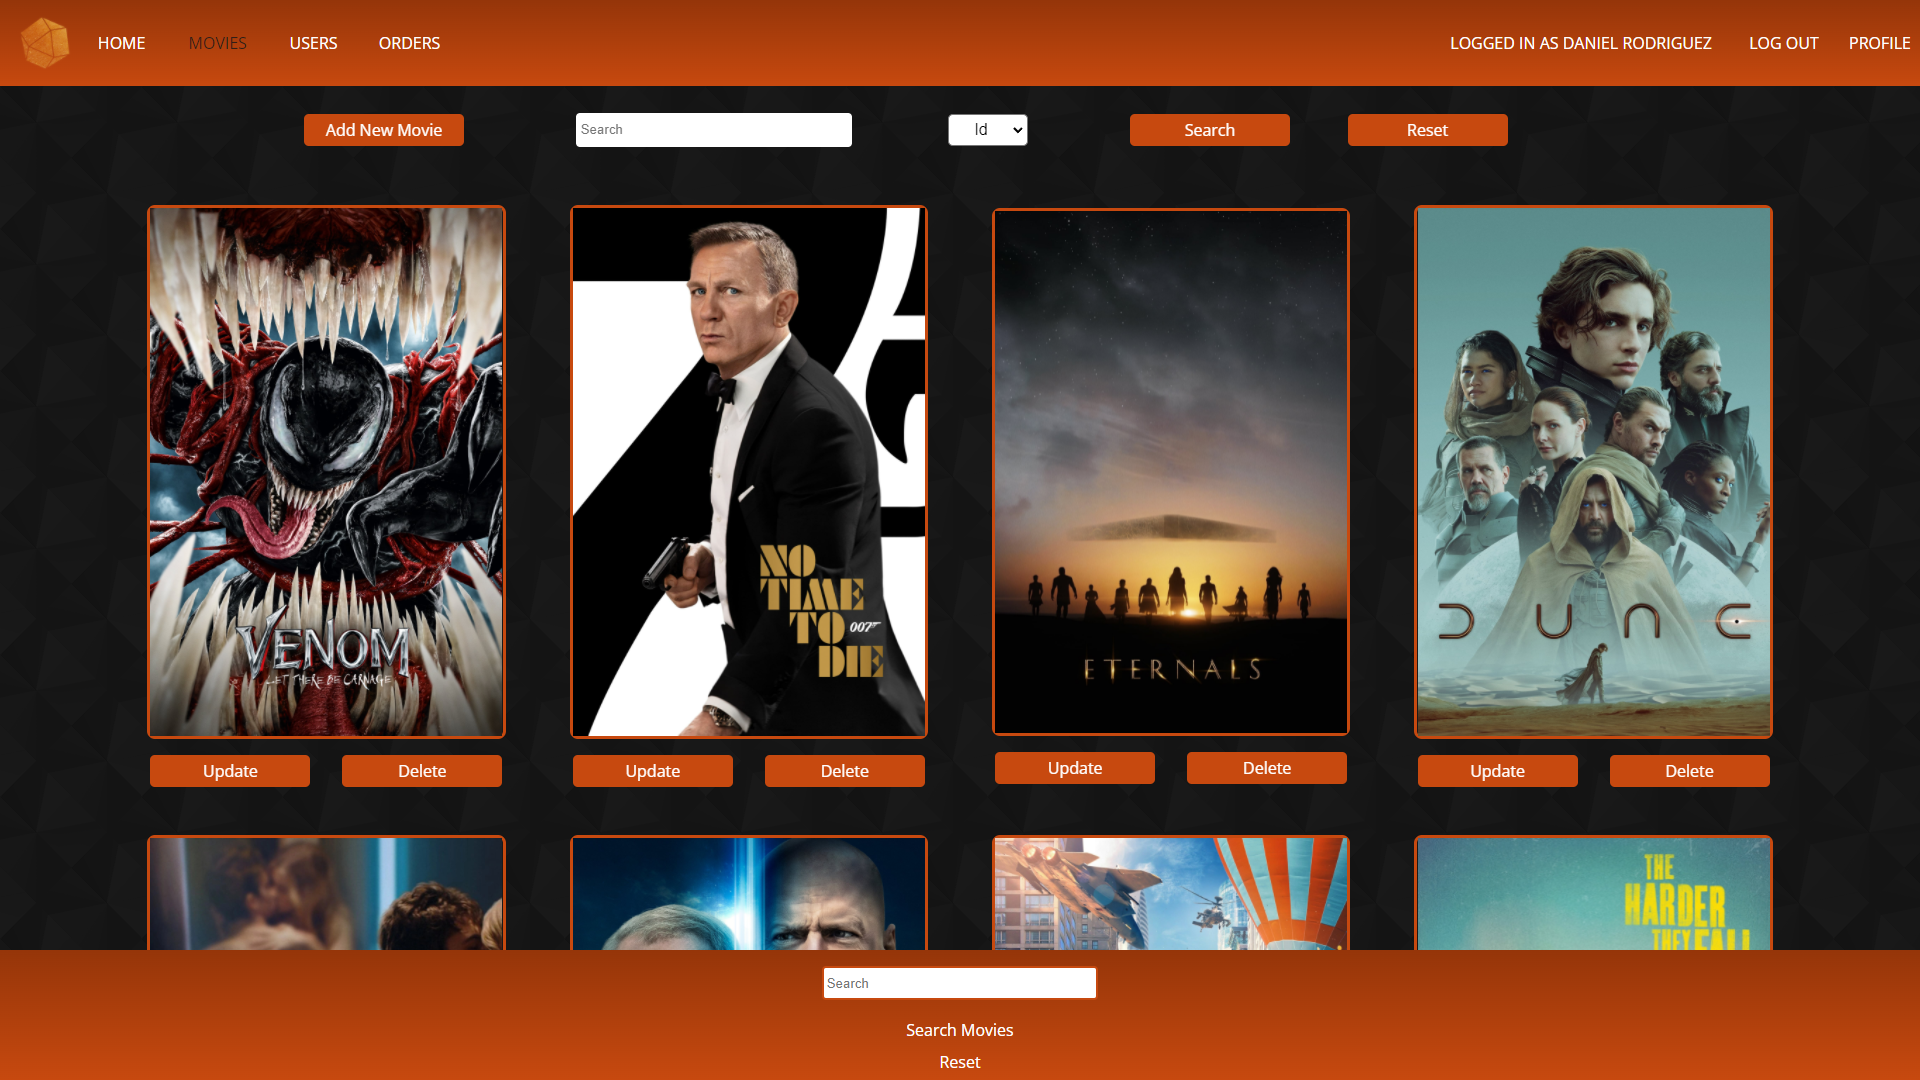 HOME MOVIES USERS ORDERS LOGGED IN AS DANIEL RODRIGUEZ LOG OUT PROFILE
Add New Movie Search Id Search Reset
VENOM
LET THERE BE CARNAGE
NO
TIME
TO 007
DIE
ETERNALS
DUNE
Update Delete Update Delete Update Delete Update Delete
THE
HARDER
THEY FALL
Search
Search Movies
Reset